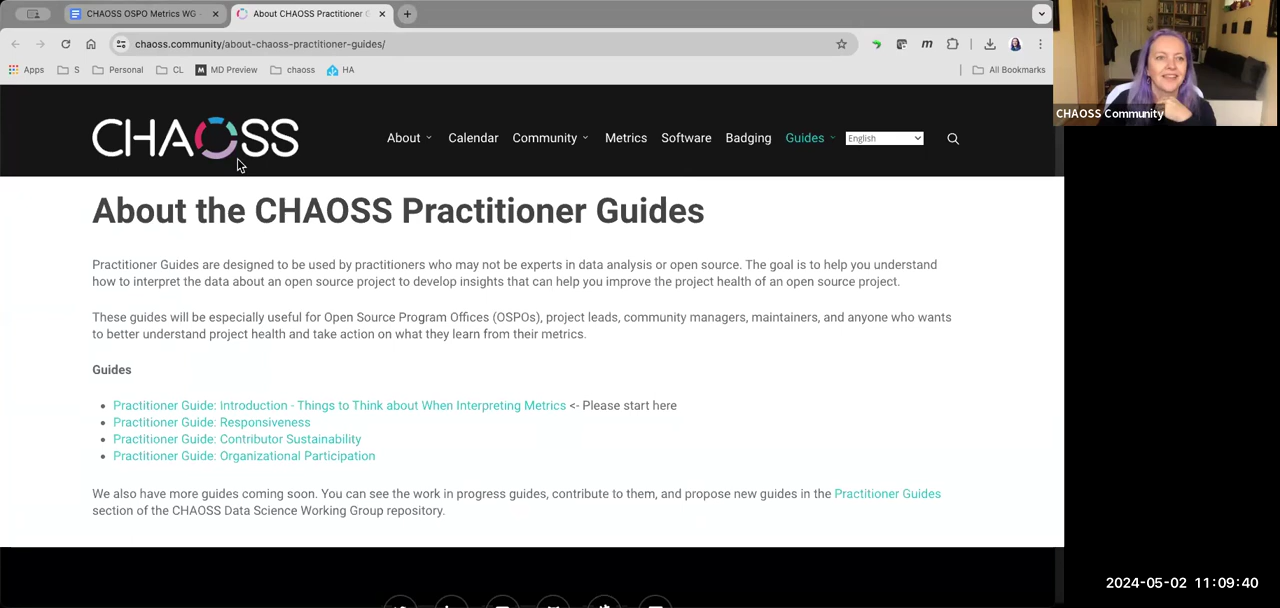 CHAOSS OSPO Metrics WG -
About CHAOSS Practitioner G
chaoss.community/about-chaoss-practitioner-guides/
Apps
S
Personal
CL
MD Preview
chaoss
HA
All Bookmarks
CHAOSS Community
CHAOSS
About
Calendar
Community
Metrics
Software
Badging
Guides
English
About the CHAOSS Practitioner Guides
Practitioner Guides are designed to be used by practitioners who may not be experts in data analysis or open source. The goal is to help you understand
how to interpret the data about an open source project to develop insights that can help you improve the project health of an open source project.
These guides will be especially useful for Open Source Program Offices (OSPOs), project leads, community managers, maintainers, and anyone who wants
to better understand project health and take action on what they learn from their metrics.
Guides
Practitioner Guide: Introduction - Things to Think about When Interpreting Metrics <- Please start here
Practitioner Guide: Responsiveness
Practitioner Guide: Contributor Sustainability
Practitioner Guide: Organizational Participation
We also have more guides coming soon. You can see the work in progress guides, contribute to them, and propose new guides in the Practitioner Guides
section of the CHAOSS Data Science Working Group repository.
2024-05-02 11:09:40